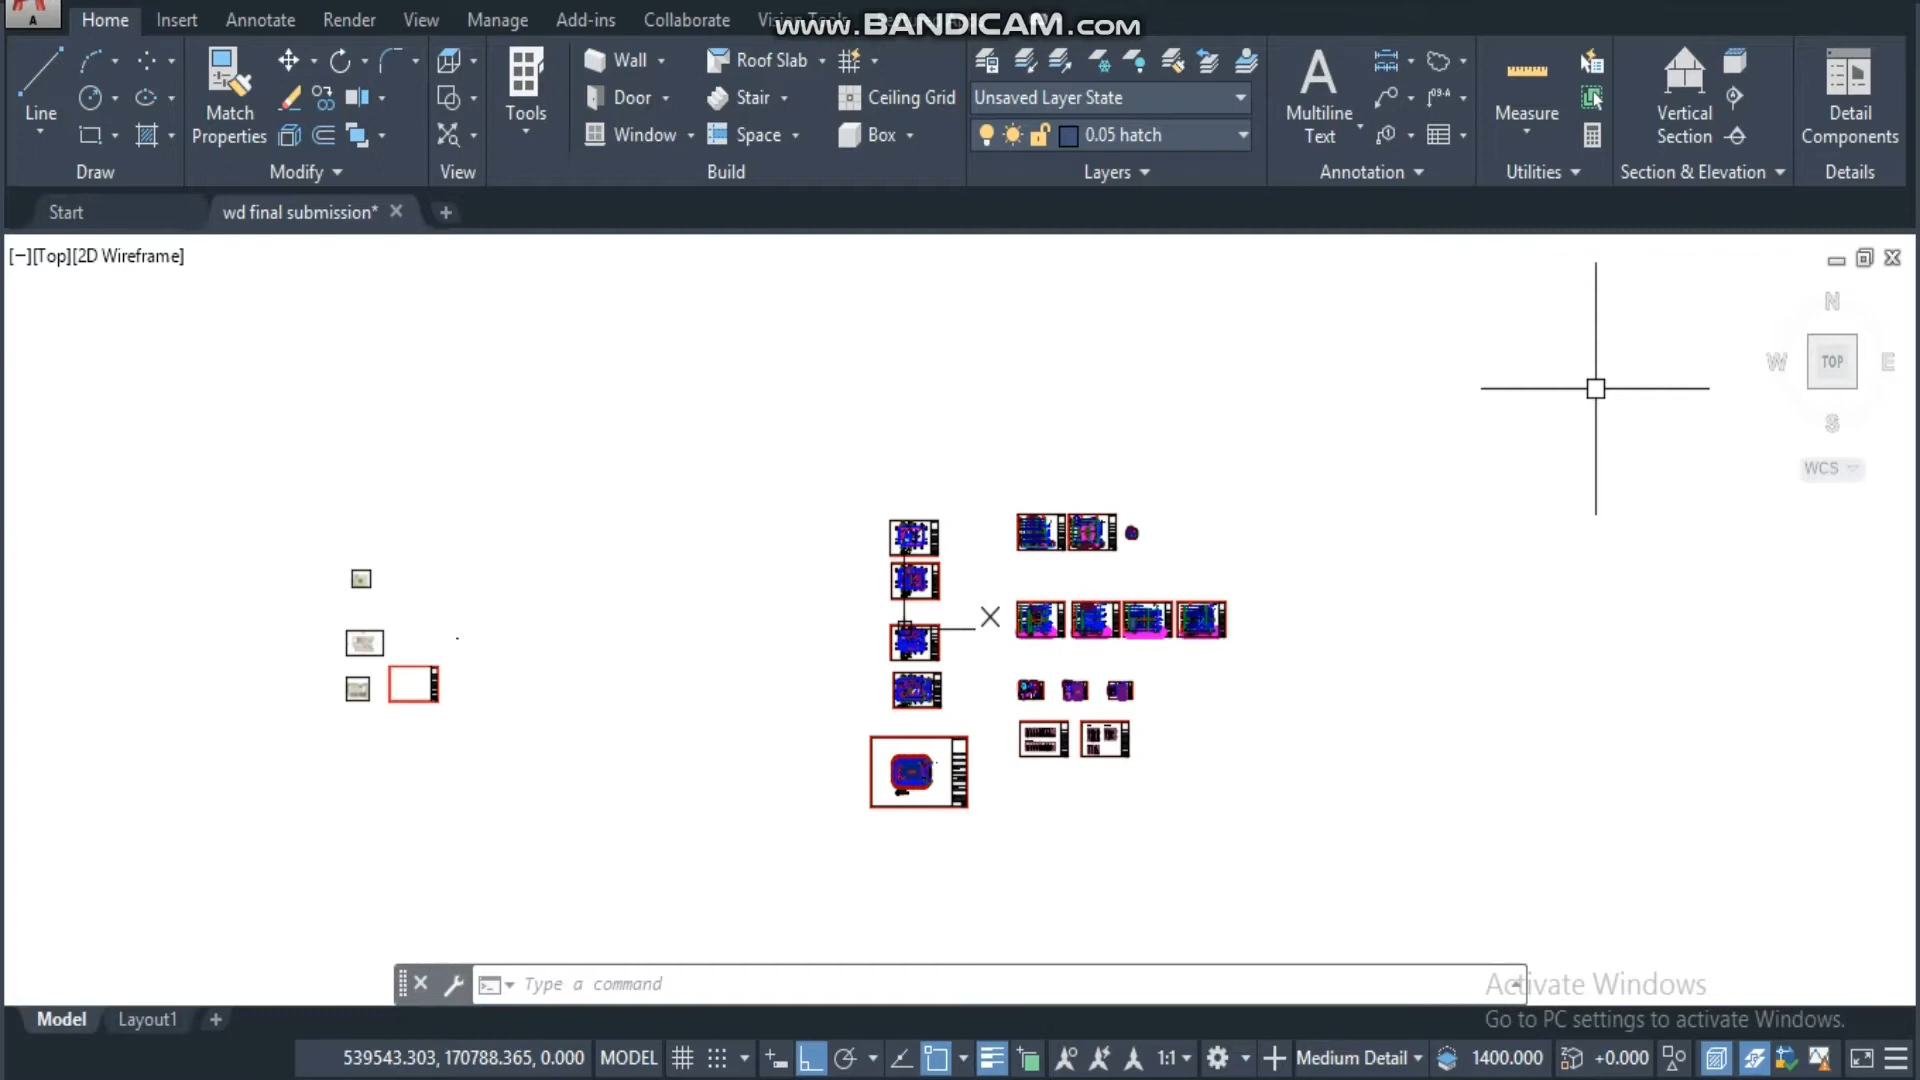 Home Insert Annotate Render View Manage Add-ins Collaborate
www.BANDICAM.com
A
Line
Match Properties
Tools
Wall Roof Slab
Door Stair Ceiling Grid
Window Space Box
Unsaved Layer State
0.05 hatch
A
Multiline Text
Measure
Vertical Section
Detail Components
Draw Modify View Build Layers Annotation Utilities Section & Elevation Details
Start wd final submission* +
[−][Top][2D Wireframe]
N
W TOP E
S
WCS
Type a command
Activate Windows
Go to PC settings to activate Windows.
Model Layout1 +
539543.303, 170788.365, 0.000 MODEL 1:1 Medium Detail 1400.000 +0.000